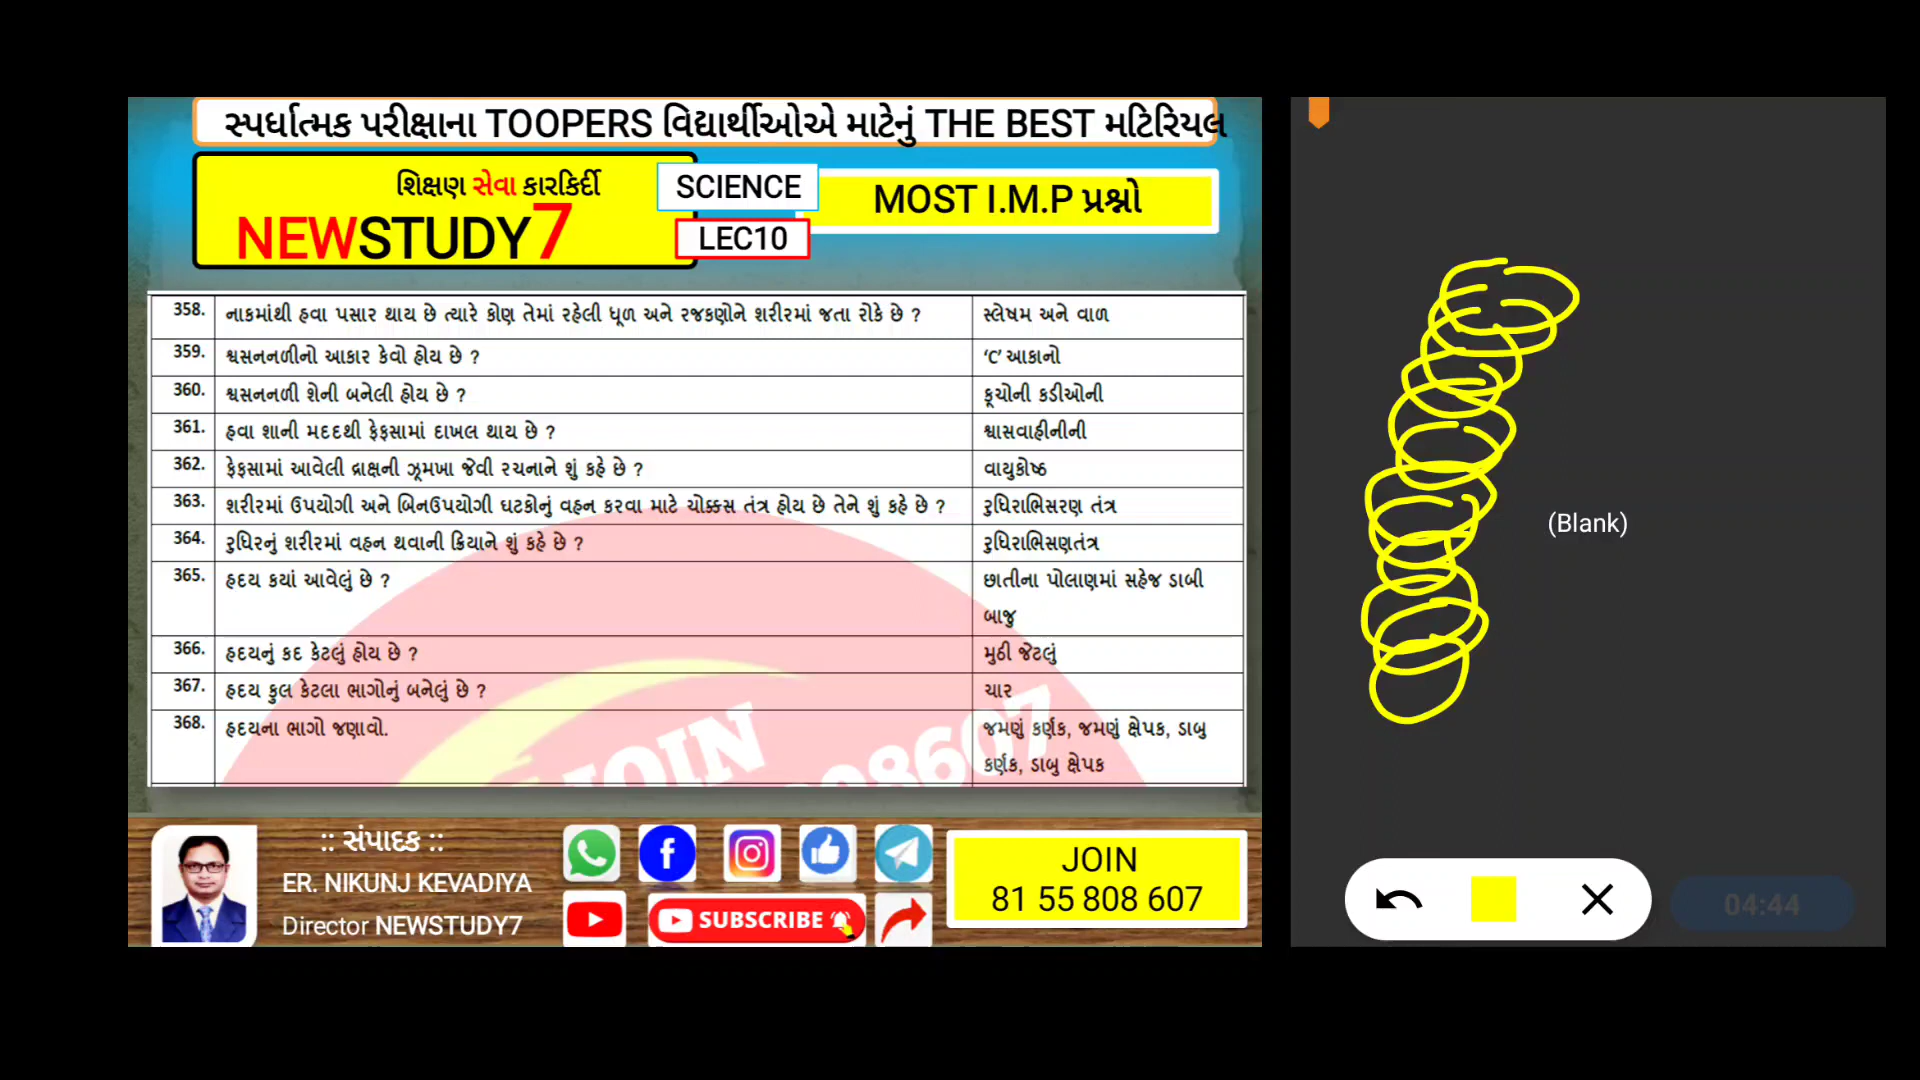 સ્પર્ધાત્મક પરીક્ષાના TOOPERS વિદ્યાર્થીઓએ માટેનું THE BEST મટિરિયલ
શિક્ષણ સેવા કારકિર્દી
NEWSTUDY7
SCIENCE
LEC10
MOST I.M.P પ્રશ્નો
358. નાકમાંથી હવા પસાર થાય છે ત્યારે કોણ તેમાં રહેલી ધૂળ અને રજકણોને શરીરમાં જતા રોકે છે ? સ્લેષમ અને વાળ
359. શ્વસનનળીનો આકાર કેવો હોય છે ? ‘C’ આકાનો
360. શ્વસનનળી શેની બનેલી હોય છે ? કૂચોની કડીઓની
361. હવા શાની મદદથી ફેફસામાં દાખલ થાય છે ? શ્વાસવાહીનીની
362. ફેફસામાં આવેલી દ્રાક્ષની ઝૂમખા જેવી રચનાને શું કહે છે ? વાયુકોષ્ઠ
363. શરીરમાં ઉપયોગી અને બિનઉપયોગી ઘટકોનું વહન કરવા માટે ચોક્કસ તંત્ર હોય છે તેને શું કહે છે ? રુધિરાભિસરણ તંત્ર
364. રુધિરનું શરીરમાં વહન થવાની ક્રિયાને શું કહે છે ? રુધિરાભિસણતંત્ર
365. હૃદય કયાં આવેલું છે ? છાતીના પોલાણમાં સહેજ ડાબી
બાજુ
366. હૃદયનું કદ કેટલું હોય છે ? મુઠી જેટલું
367. હૃદય કુલ કેટલા ભાગોનું બનેલું છે ? ચાર
368. હૃદયના ભાગો જણાવો. જમણું કર્ણક, જમણું ક્ષેપક, ડાબુ
કર્ણક, ડાબુ ક્ષેપક
JOIN
808607
:: સંપાદક ::
ER. NIKUNJ KEVADIYA
Director NEWSTUDY7
SUBSCRIBE
JOIN
81 55 808 607
(Blank)
04:44